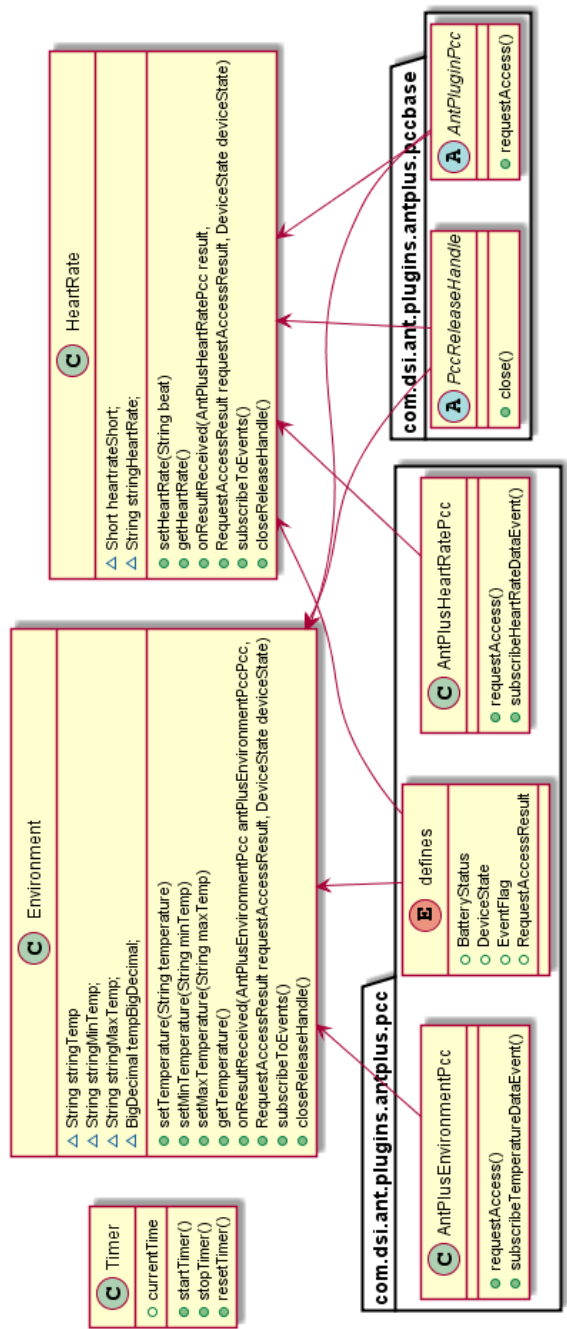 C Timer
currentTime
startTimer()
stopTimer()
resetTimer()
C Environment
String stringTemp
String stringMinTemp;
String stringMaxTemp;
BigDecimal tempBigDecimal;
setTemperature(String temperature)
setMinTemperature(String minTemp)
setMaxTemperature(String maxTemp)
getTemperature()
onResultReceived(AntPlusEnvironmentPcc antPlusEnvironmentPccPcc,
RequestAccessResult requestAccessResult, DeviceState deviceState)
subscribeToEvents()
closeReleaseHandle()
C HeartRate
Short heartrateShort;
String stringHeartRate;
setHeartRate(String beat)
getHeartRate()
onResultReceived(AntPlusHeartRatePcc result,
RequestAccessResult requestAccessResult, DeviceState deviceState)
subscribeToEvents()
closeReleaseHandle()
com.dsi.ant.plugins.antplus.pcc
C AntPlusEnvironmentPcc
requestAccess()
subscribeTemperatureDataEvent()
E defines
BatteryStatus
DeviceState
EventFlag
RequestAccessResult
C AntPlusHeartRatePcc
requestAccess()
subscribeHeartRateDataEvent()
com.dsi.ant.plugins.antplus.pccbase
A PccReleaseHandle
close()
A AntPluginPcc
requestAccess()